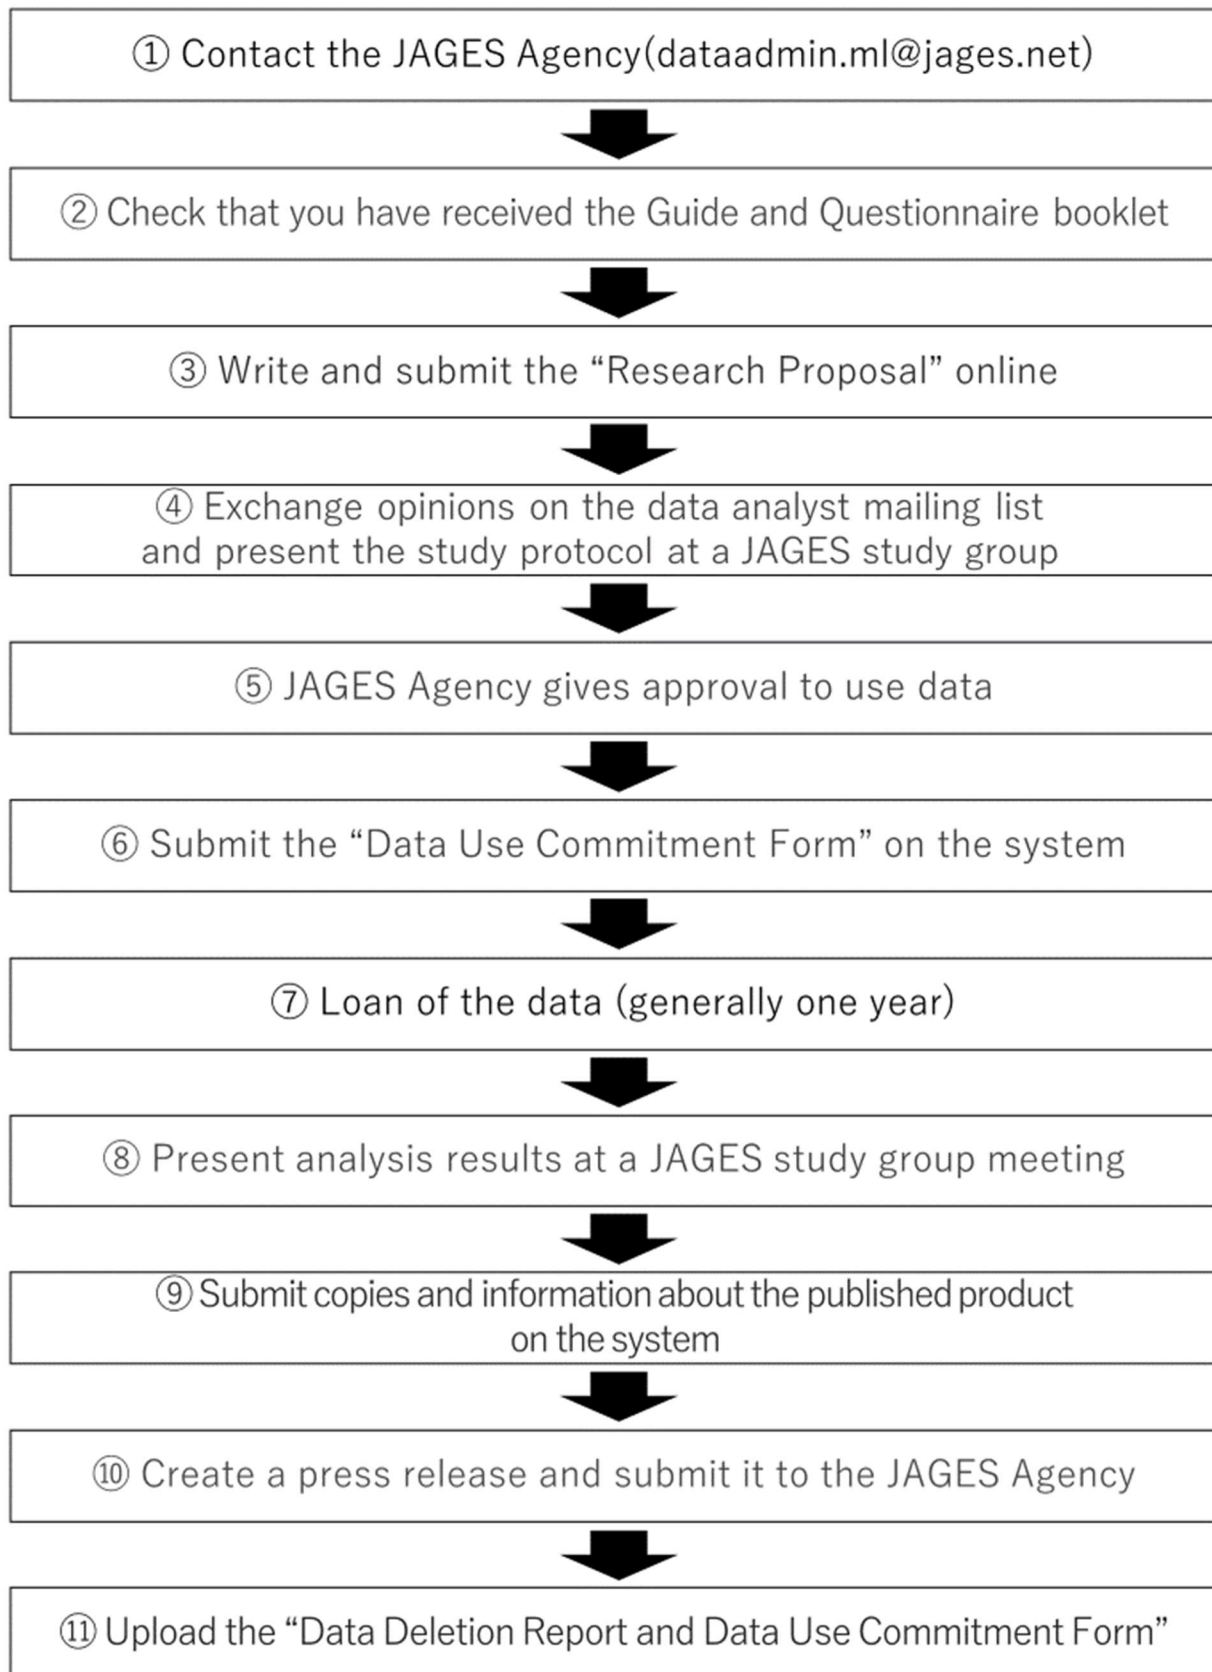 ① Contact the JAGES Agency(dataadmin.ml@jages.net)
② Check that you have received the Guide and Questionnaire booklet
③ Write and submit the “Research Proposal” online
④ Exchange opinions on the data analyst mailing list
and present the study protocol at a JAGES study group
⑤ JAGES Agency gives approval to use data
⑥ Submit the “Data Use Commitment Form” on the system
⑦ Loan of the data (generally one year)
⑧ Present analysis results at a JAGES study group meeting
⑨ Submit copies and information about the published product
on the system
⑩ Create a press release and submit it to the JAGES Agency
⑪ Upload the “Data Deletion Report and Data Use Commitment Form”